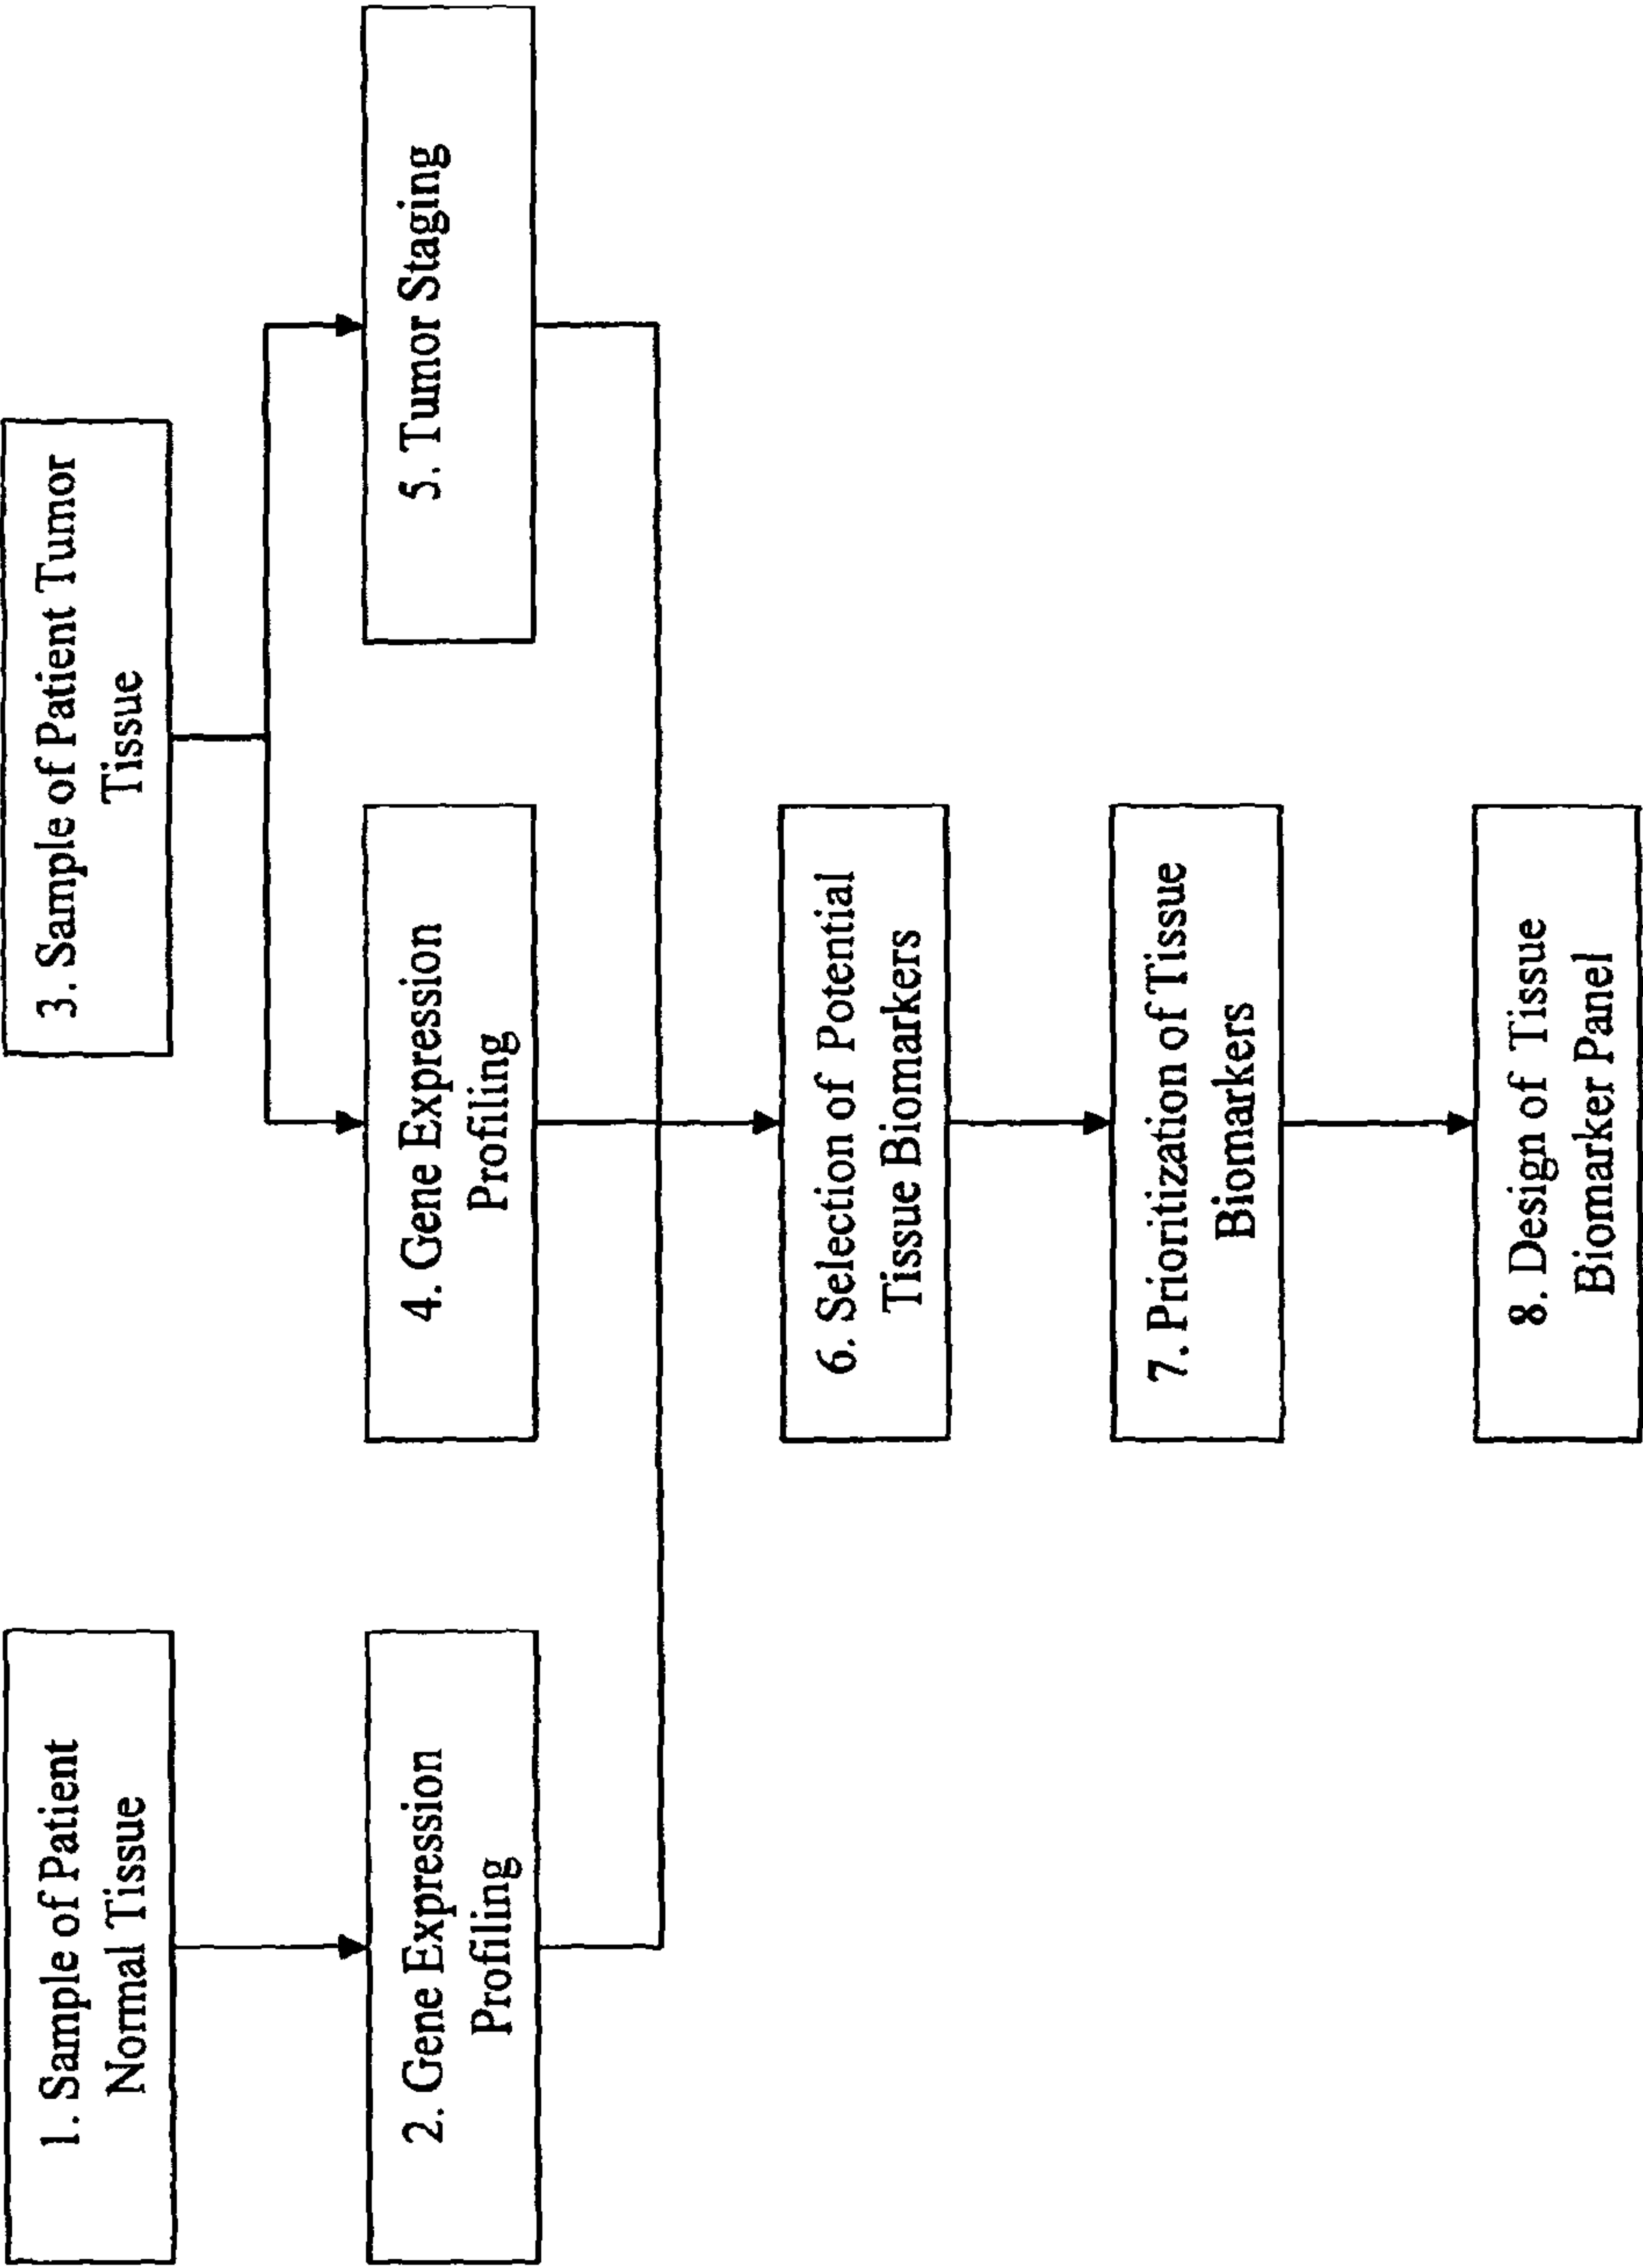 1. Sample of Patient
Normal Tissue
2. Gene Expression
Profiling
3. Sample of Patient Tumor
Tissue
4. Gene Expression
Profiling
5. Tumor Staging
6. Selection of Potential
Tissue Biomarkers
7. Prioritization of Tissue
Biomarkers
8. Design of Tissue
Biomarker Panel